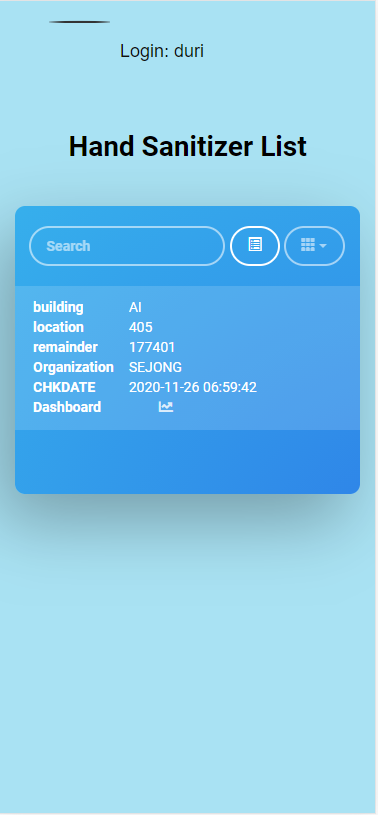 Login: duri
Hand Sanitizer List
Search
building AI
location 405
remainder 177401
Organization SEJONG
CHKDATE 2020-11-26 06:59:42
Dashboard